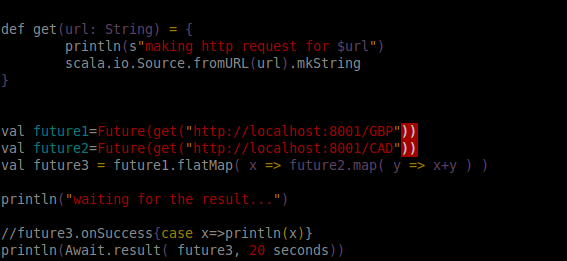 def get(url: String) = {
        println(s"making http request for $url")
        scala.io.Source.fromURL(url).mkString
}
val future1=Future(get("http://localhost:8001/GBP"))
val future2=Future(get("http://localhost:8001/CAD"))
val future3 = future1.flatMap( x => future2.map( y => x+y ) )
println("waiting for the result...")
//future3.onSuccess{case x=>println(x)}
println(Await.result( future3, 20 seconds))